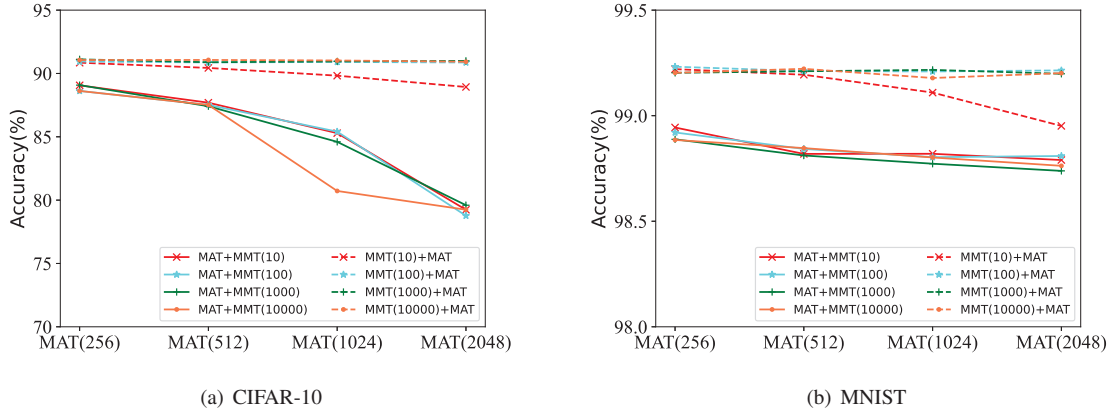 95
90
85
80
75
70
Accuracy(%)
MAT+MMT(10)
MAT+MMT(100)
MAT+MMT(1000)
MAT+MMT(10000)
MMT(10)+MAT
MMT(100)+MAT
MMT(1000)+MAT
MMT(10000)+MAT
MAT(256) MAT(512) MAT(1024) MAT(2048)
(a) CIFAR-10
99.5
99.0
98.5
98.0
Accuracy(%)
MAT+MMT(10)
MAT+MMT(100)
MAT+MMT(1000)
MAT+MMT(10000)
MMT(10)+MAT
MMT(100)+MAT
MMT(1000)+MAT
MMT(10000)+MAT
MAT(256) MAT(512) MAT(1024) MAT(2048)
(b) MNIST